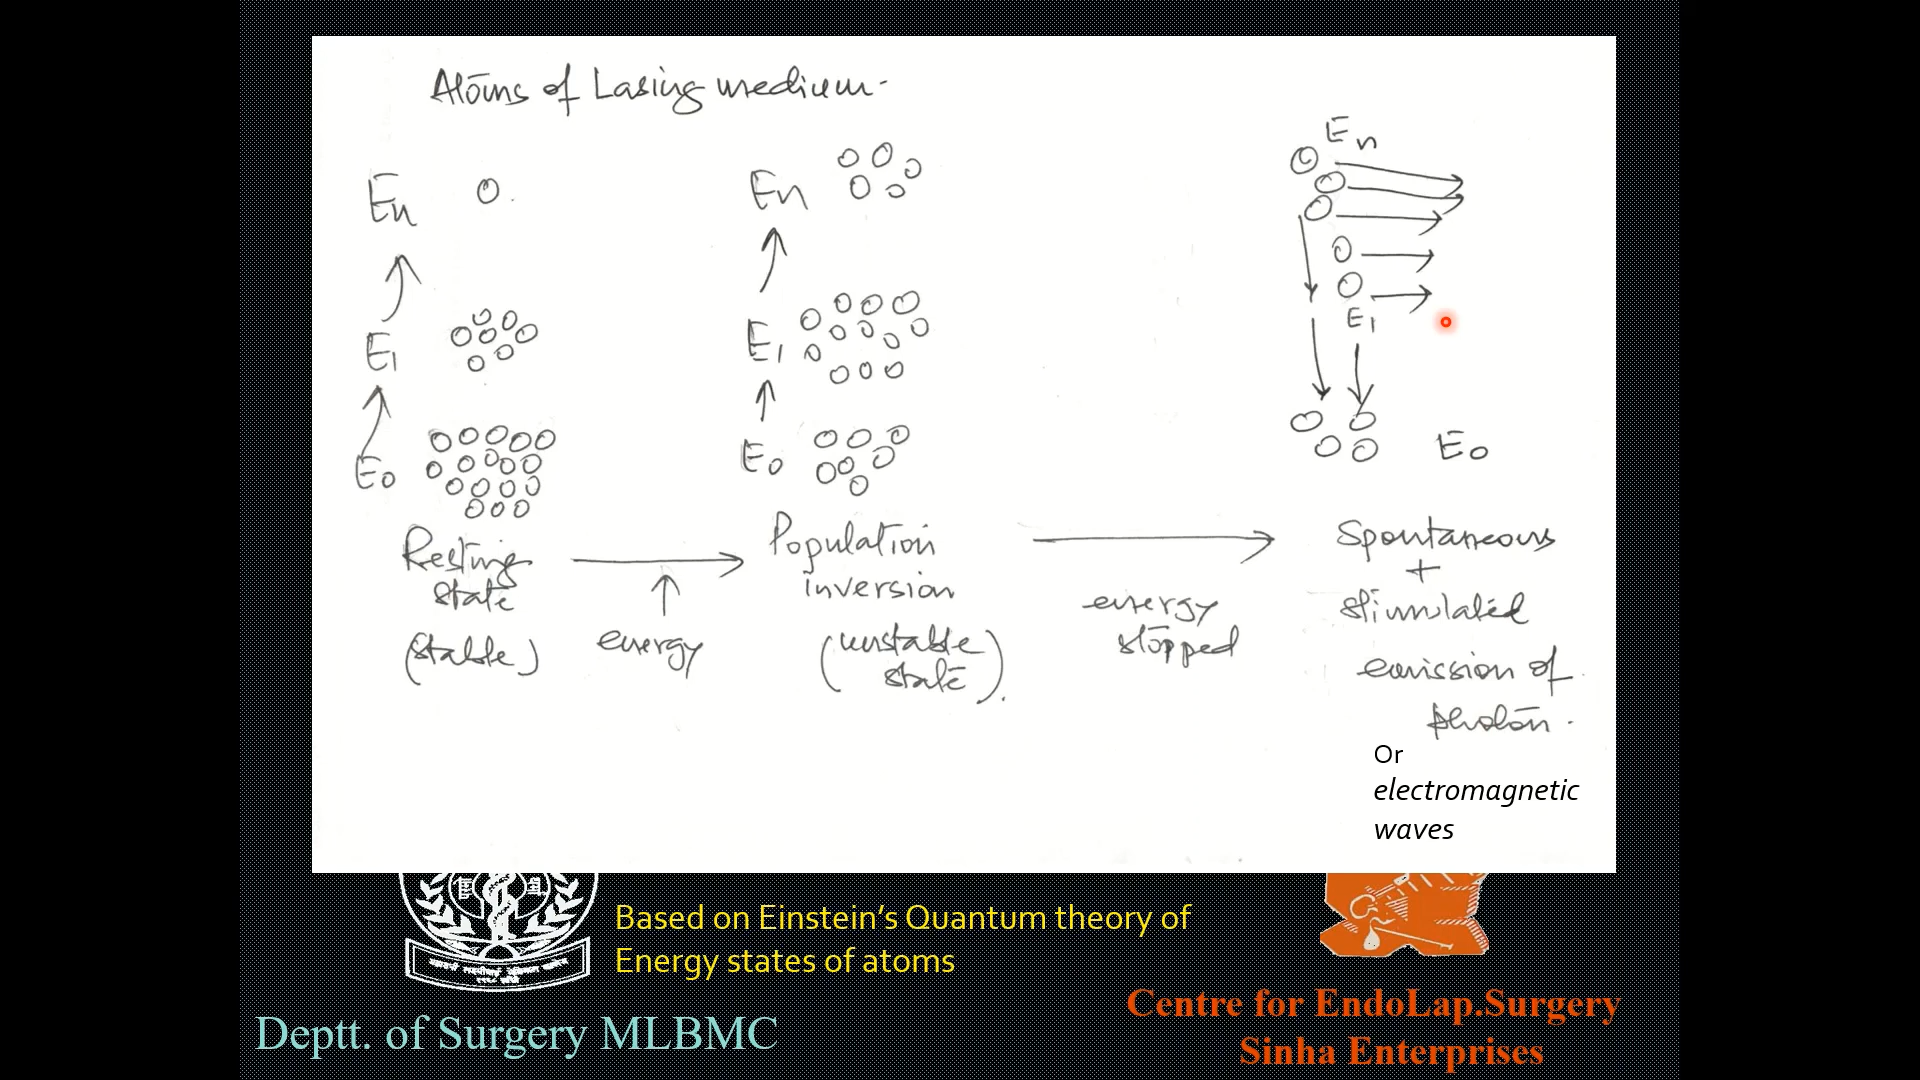 Atoms of Lasing medium.
En
E1
E0
Resting
state
(stable)
energy
En
E1
E0
Population
inversion
(unstable
state).
energy
stopped
En
E1
E0
Spontaneous
+
stimulated
emission of
photon.
Or
electromagnetic
waves
Based on Einstein’s Quantum theory of
Energy states of atoms
Deptt. of Surgery MLBMC
Centre for EndoLap.Surgery
Sinha Enterprises